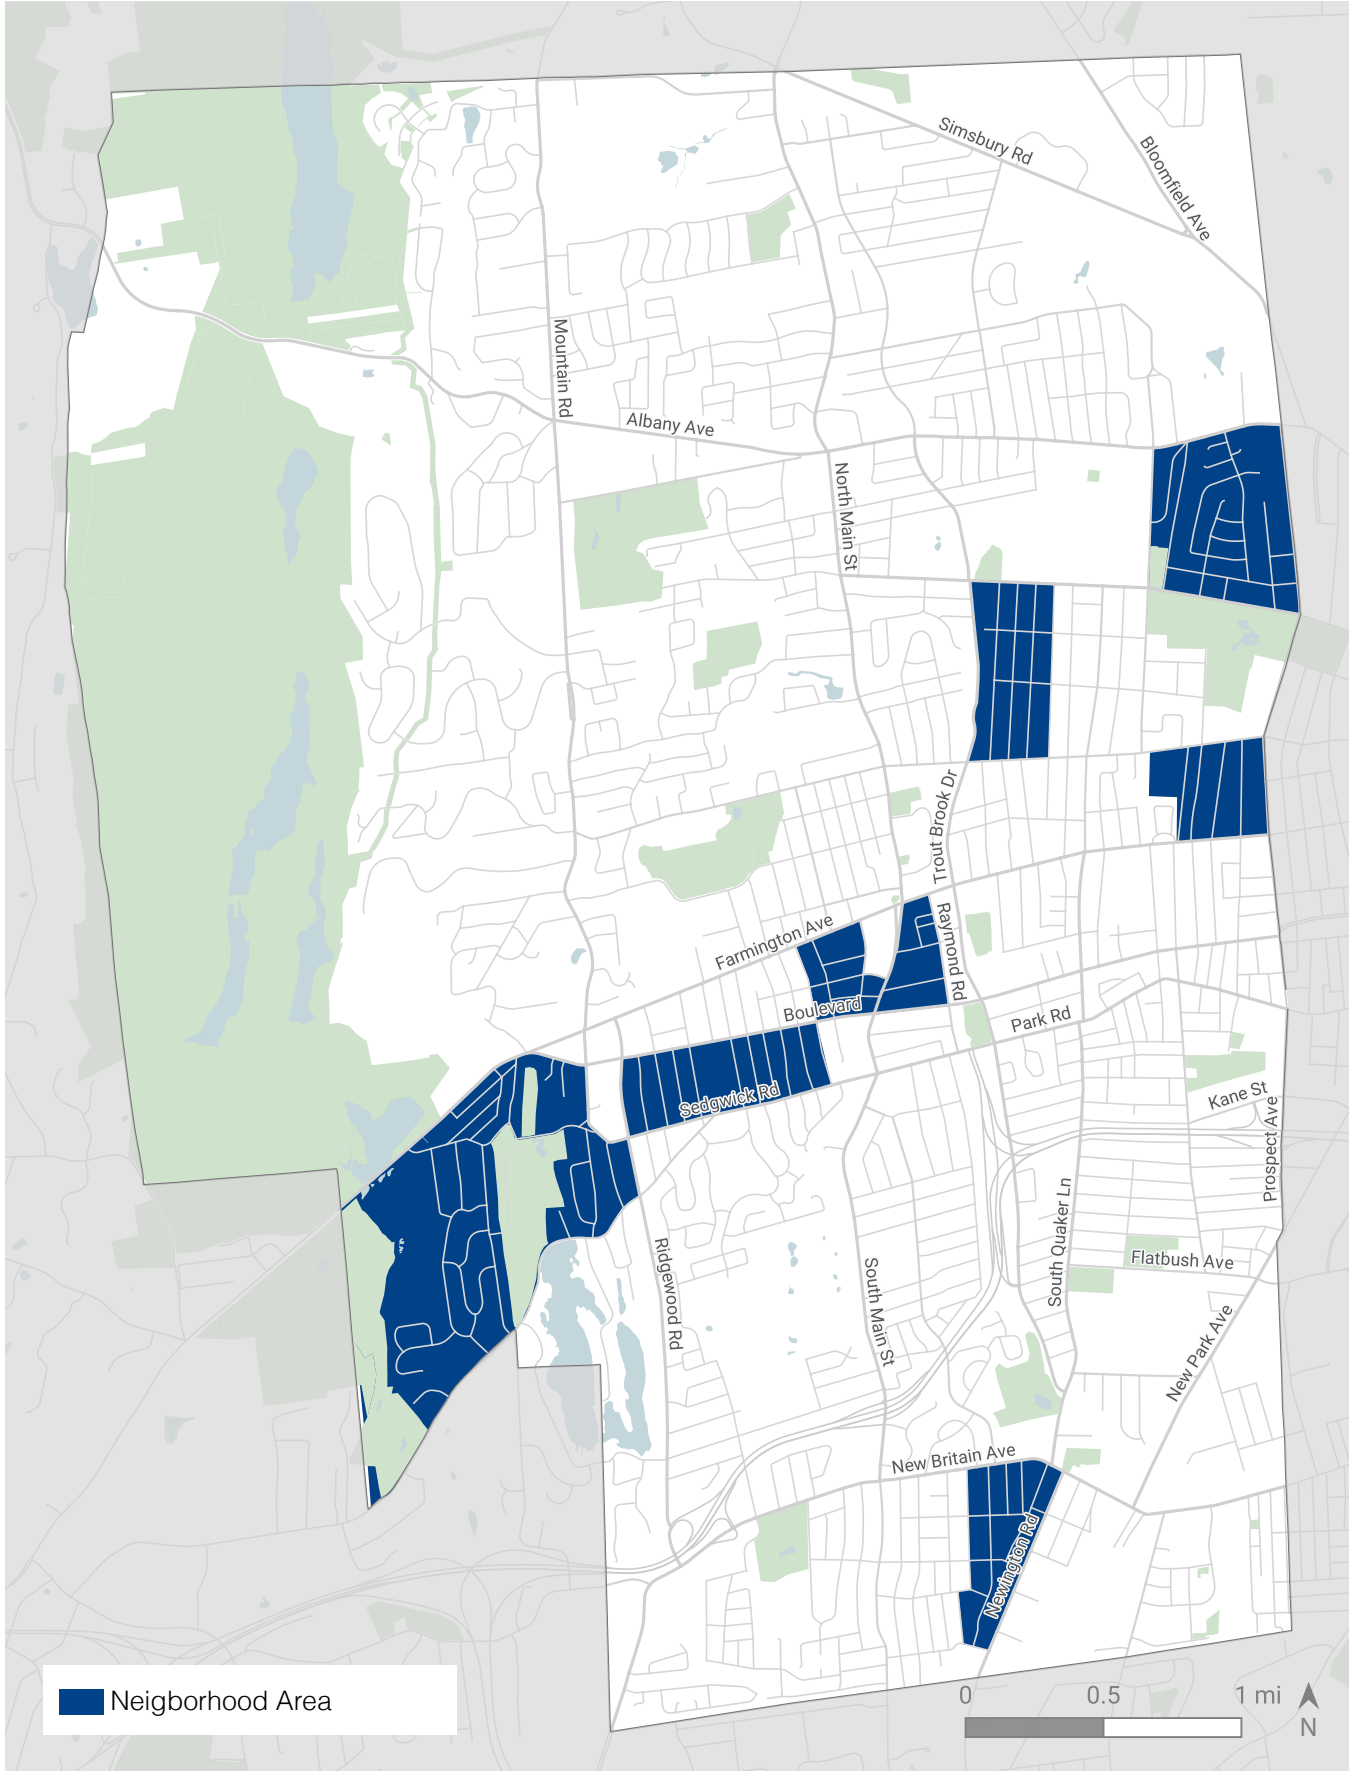 Simsbury Rd
Bloomfield Ave
Mountain Rd
Albany Ave
North Main St
Trout Brook Dr
Farmington Ave
Raymond Rd
Boulevard
Park Rd
Sedgwick Rd
Kane St
Prospect Ave
South Quaker Ln
Ridgewood Rd
Flatbush Ave
South Main St
New Park Ave
New Britain Ave
Newington Rd
Neigborhood Area
0 0.5 1 mi
N